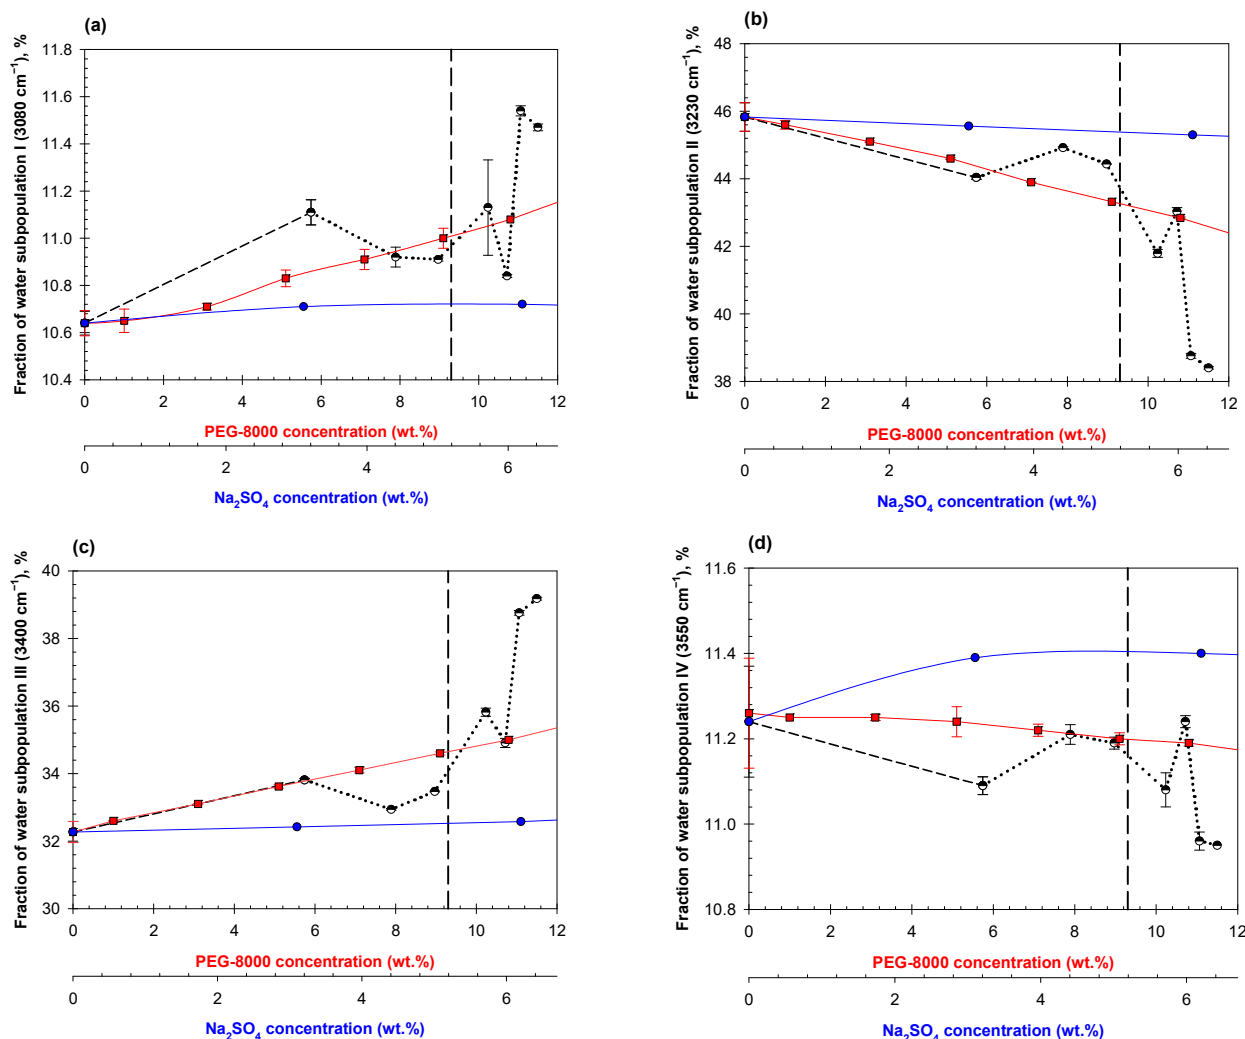 (a)
Fraction of water subpopulation I (3080 cm⁻¹), %
11.8
11.6
11.4
11.2
11.0
10.8
10.6
10.4
0 2 4 6 8 10 12
PEG-8000 concentration (wt.%)
0 2 4 6
Na₂SO₄ concentration (wt.%)
(b)
Fraction of water subpopulation II (3230 cm⁻¹), %
48
46
44
42
40
38
0 2 4 6 8 10 12
PEG-8000 concentration (wt.%)
0 2 4 6
Na₂SO₄ concentration (wt.%)
(c)
Fraction of water subpopulation III (3400 cm⁻¹), %
40
38
36
34
32
30
0 2 4 6 8 10 12
PEG-8000 concentration (wt.%)
0 2 4 6
Na₂SO₄ concentration (wt.%)
(d)
Fraction of water subpopulation IV (3550 cm⁻¹), %
11.6
11.4
11.2
11.0
10.8
0 2 4 6 8 10 12
PEG-8000 concentration (wt.%)
0 2 4 6
Na₂SO₄ concentration (wt.%)